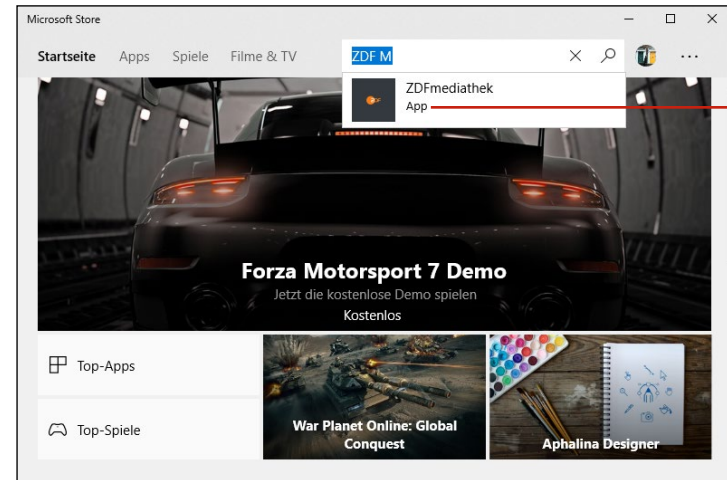 Microsoft Store
Startseite Apps Spiele Filme & TV ZDF M
ZDFmediathek
App
Forza Motorsport 7 Demo
Jetzt die kostenlose Demo spielen
Kostenlos
Top-Apps
Top-Spiele
War Planet Online: Global
Conquest
Aphalina Designer